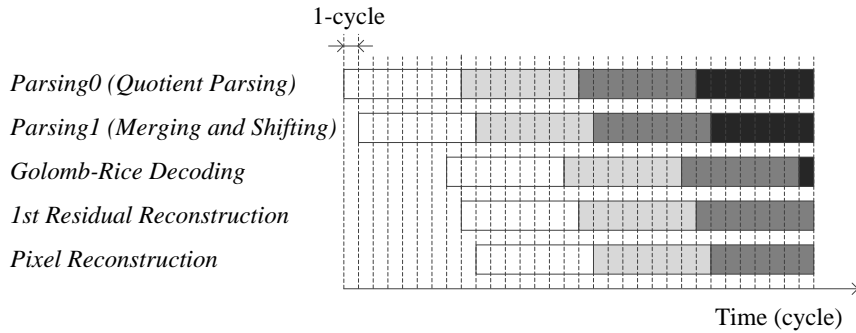 1-cycle
Parsing0 (Quotient Parsing)
Parsing1 (Merging and Shifting)
Golomb-Rice Decoding
1st Residual Reconstruction
Pixel Reconstruction
Time (cycle)